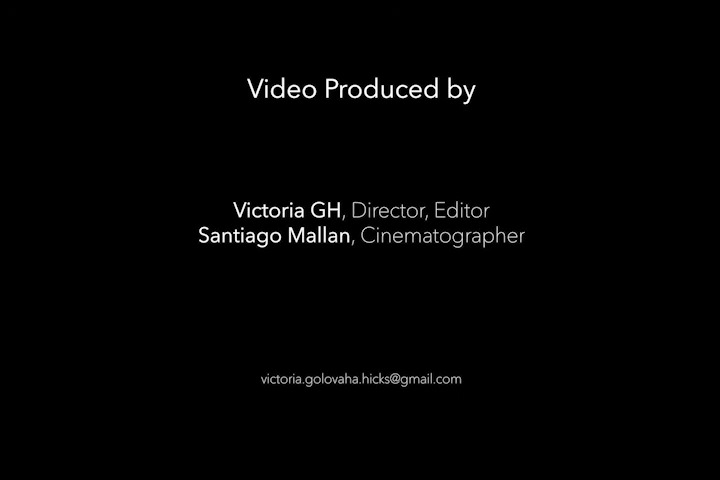 Video Produced by
Victoria GH, Director, Editor
Santiago Mallan, Cinematographer
victoria.golovaha.hicks@gmail.com